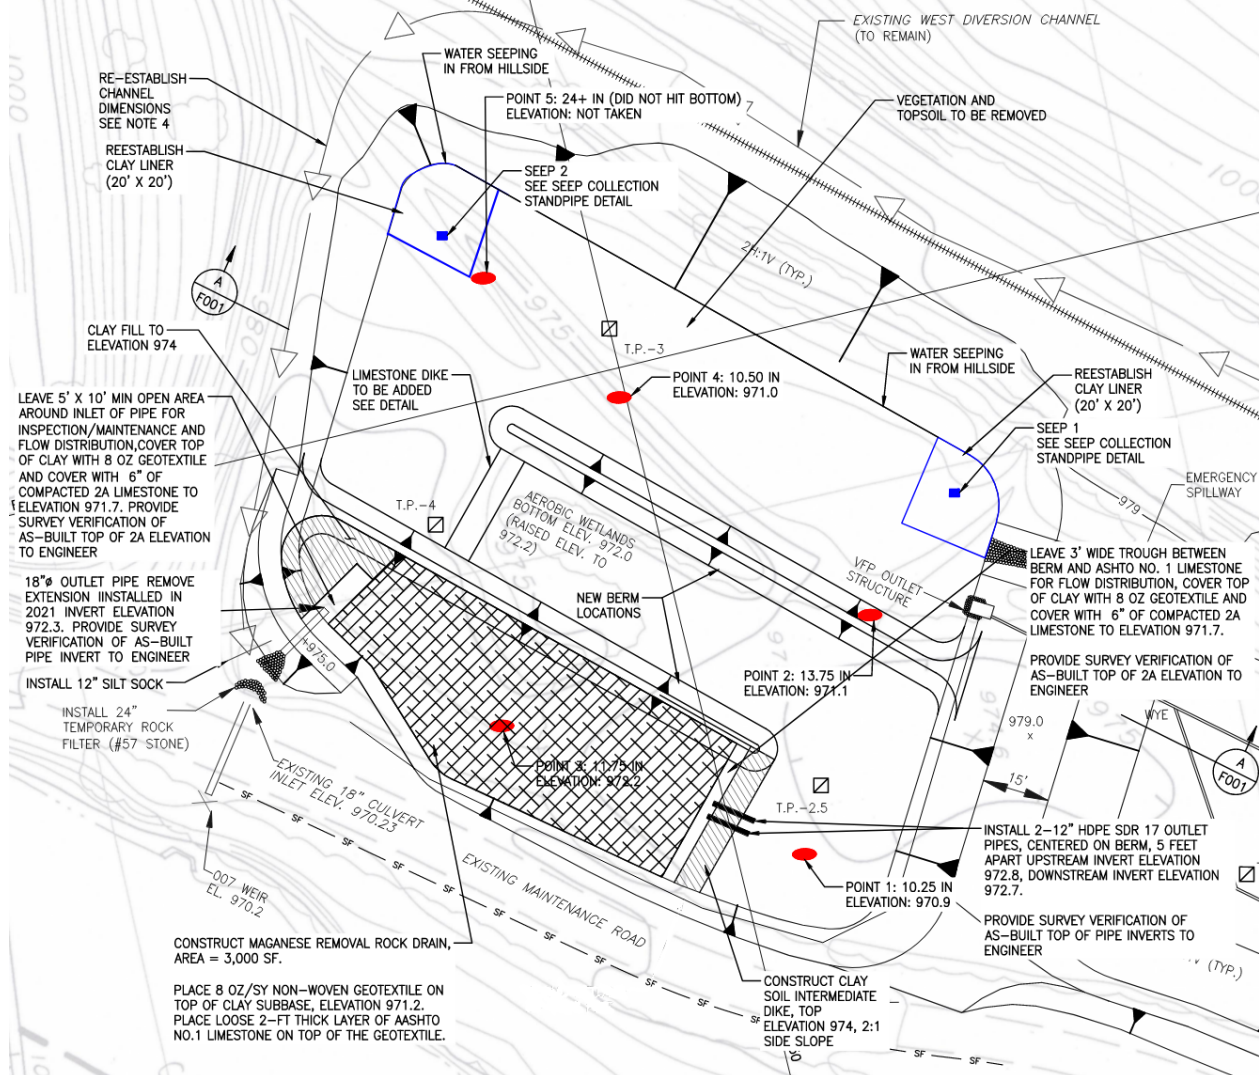 EXISTING WEST DIVERSION CHANNEL
(TO REMAIN)
1000
WATER SEEPING
IN FROM HILLSIDE
RE-ESTABLISH
CHANNEL
DIMENSIONS
SEE NOTE 4
POINT 5: 24+ IN (DID NOT HIT BOTTOM)
ELEVATION: NOT TAKEN
VEGETATION AND
TOPSOIL TO BE REMOVED
REESTABLISH
CLAY LINER
(20' X 20')
SEEP 2
SEE SEEP COLLECTION
STANDPIPE DETAIL
1000
2H:1V (TYP.)
A
F001
980
975
CLAY FILL TO
ELEVATION 974
T.P.-3
LIMESTONE DIKE
TO BE ADDED
SEE DETAIL
POINT 4: 10.50 IN
ELEVATION: 971.0
WATER SEEPING
IN FROM HILLSIDE
REESTABLISH
CLAY LINER
(20' X 20')
LEAVE 5' X 10' MIN OPEN AREA
AROUND INLET OF PIPE FOR
INSPECTION/MAINTENANCE AND
FLOW DISTRIBUTION,COVER TOP
OF CLAY WITH 8 OZ GEOTEXTILE
AND COVER WITH 6" OF
COMPACTED 2A LIMESTONE TO
ELEVATION 971.7. PROVIDE
SURVEY VERIFICATION OF
AS-BUILT TOP OF 2A ELEVATION
TO ENGINEER
SEEP 1
SEE SEEP COLLECTION
STANDPIPE DETAIL
EMERGENCY
SPILLWAY
979
T.P.-4
AEROBIC WETLANDS
BOTTOM ELEV. 972.0
(RAISED ELEV. TO
972.2)
975
VFP OUTLET
STRUCTURE
LEAVE 3' WIDE TROUGH BETWEEN
BERM AND ASHTO NO. 1 LIMESTONE
FOR FLOW DISTRIBUTION, COVER TOP
OF CLAY WITH 8 OZ GEOTEXTILE AND
COVER WITH 6" OF COMPACTED 2A
LIMESTONE TO ELEVATION 971.7.
PROVIDE SURVEY VERIFICATION OF
AS-BUILT TOP OF 2A ELEVATION TO
ENGINEER
18"ø OUTLET PIPE REMOVE
EXTENSION IINSTALLED IN
2021 INVERT ELEVATION
972.3. PROVIDE SURVEY
VERIFICATION OF AS-BUILT
PIPE INVERT TO ENGINEER
NEW BERM
LOCATIONS
975.0
POINT 2: 13.75 IN
ELEVATION: 971.1
INSTALL 12" SILT SOCK
INSTALL 24"
TEMPORARY ROCK
FILTER (#57 STONE)
979.0
x
975
WYE
A
F001
POINT 3: 11.75 IN
ELEVATION: 972.2
EXISTING 18" CULVERT
INLET ELEV. 970.23
15'
T.P.-2.5
SF
SF
SF
SF
SF
SF
SF
SF
SF
SF
INSTALL 2-12" HDPE SDR 17 OUTLET
PIPES, CENTERED ON BERM, 5 FEET
APART UPSTREAM INVERT ELEVATION
972.8, DOWNSTREAM INVERT ELEVATION
972.7.
PROVIDE SURVEY VERIFICATION OF
AS-BUILT TOP OF PIPE INVERTS TO
ENGINEER
007 WEIR
EL. 970.2
EXISTING MAINTENANCE ROAD
POINT 1: 10.25 IN
ELEVATION: 970.9
CONSTRUCT MAGANESE REMOVAL ROCK DRAIN,
AREA = 3,000 SF.
PLACE 8 OZ/SY NON-WOVEN GEOTEXTILE ON
TOP OF CLAY SUBBASE, ELEVATION 971.2.
PLACE LOOSE 2-FT THICK LAYER OF AASHTO
NO.1 LIMESTONE ON TOP OF THE GEOTEXTILE.
(TYP.)
CONSTRUCT CLAY
SOIL INTERMEDIATE
DIKE, TOP
ELEVATION 974, 2:1
SIDE SLOPE